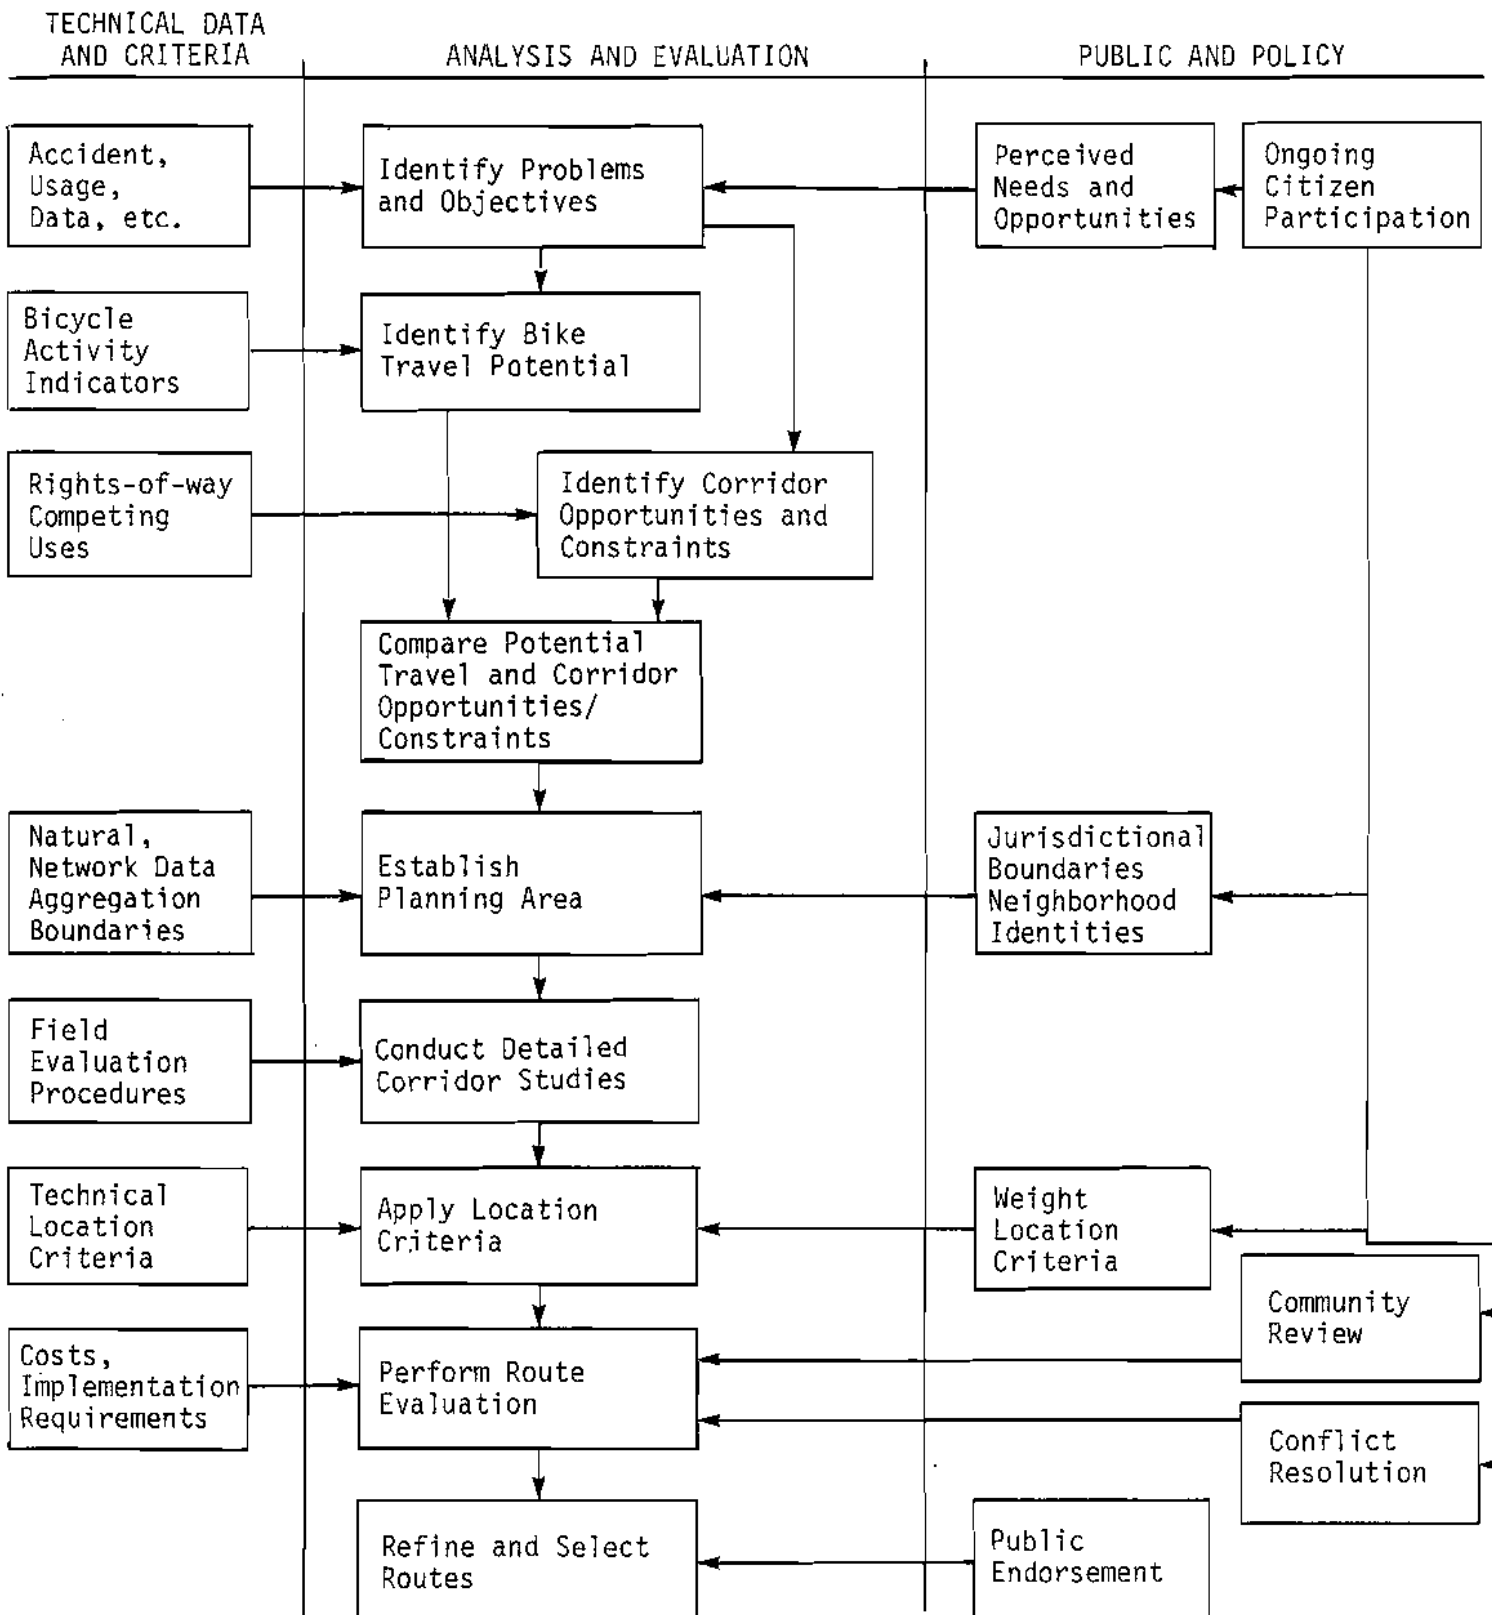 TECHNICAL DATA
AND CRITERIA
ANALYSIS AND EVALUATION
PUBLIC AND POLICY
Accident,
Usage,
Data, etc.
Identify Problems
and Objectives
Perceived
Needs and
Opportunities
Ongoing
Citizen
Participation
Bicycle
Activity
Indicators
Identify Bike
Travel Potential
Rights-of-way
Competing
Uses
Identify Corridor
Opportunities and
Constraints
Compare Potential
Travel and Corridor
Opportunities/
Constraints
Natural,
Network Data
Aggregation
Boundaries
Establish
Planning Area
Jurisdictional
Boundaries
Neighborhood
Identities
Field
Evaluation
Procedures
Conduct Detailed
Corridor Studies
Technical
Location
Criteria
Apply Location
Criteria
Weight
Location
Criteria
Community
Review
Costs,
Implementation
Requirements
Perform Route
Evaluation
Conflict
Resolution
Refine and Select
Routes
Public
Endorsement